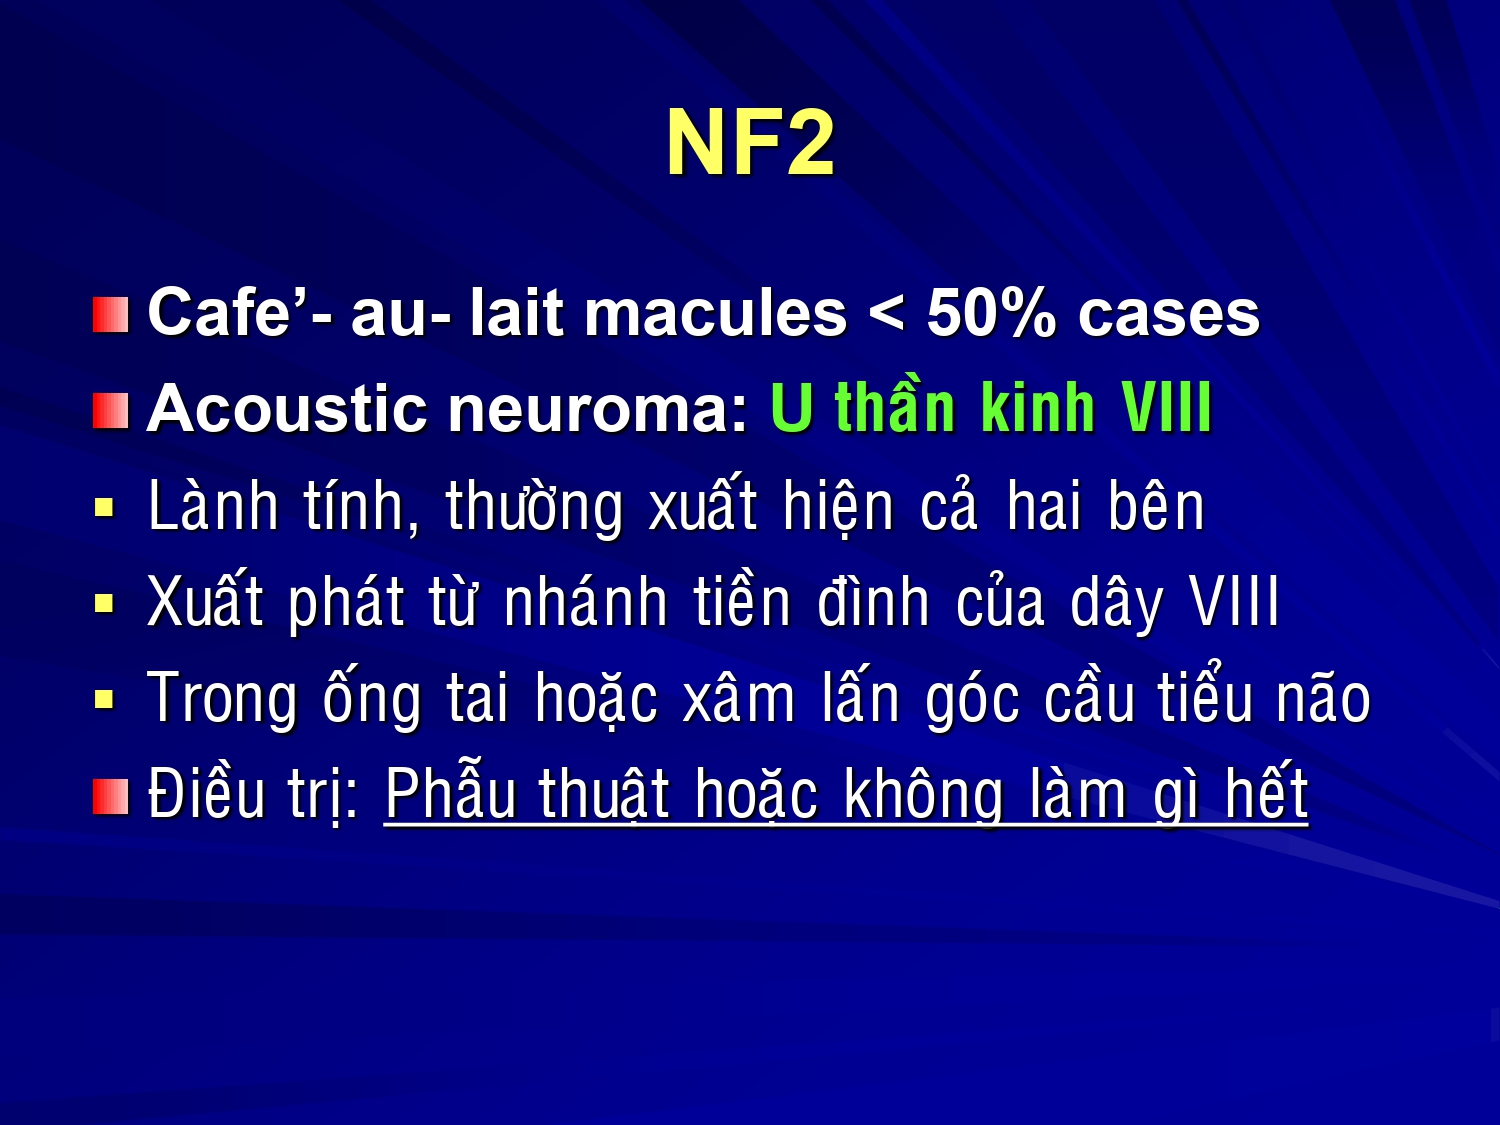 NF2
Cafe’- au- lait macules < 50% cases
Acoustic neuroma: U thần kinh VIII
Lành tính, thường xuất hiện cả hai bên
Xuất phát từ nhánh tiền đình của dây VIII
Trong ống tai hoặc xâm lấn góc cầu tiểu não
Điều trị: Phẫu thuật hoặc không làm gì hết